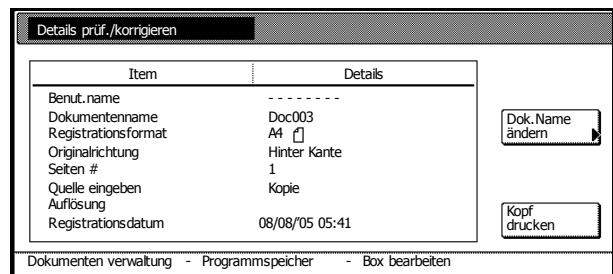 Details prüf./korrigieren
Item Details
Benut.name - - - - - - - -
Dokumentenname Doc003
Registrationsformat A4
Originalrichtung Hinter Kante
Seiten # 1
Quelle eingeben Kopie
Auflösung
Registrationsdatum 08/08/'05 05:41
Dok.Name
ändern
Kopf
drucken
Dokumenten verwaltung - Programmspeicher - Box bearbeiten